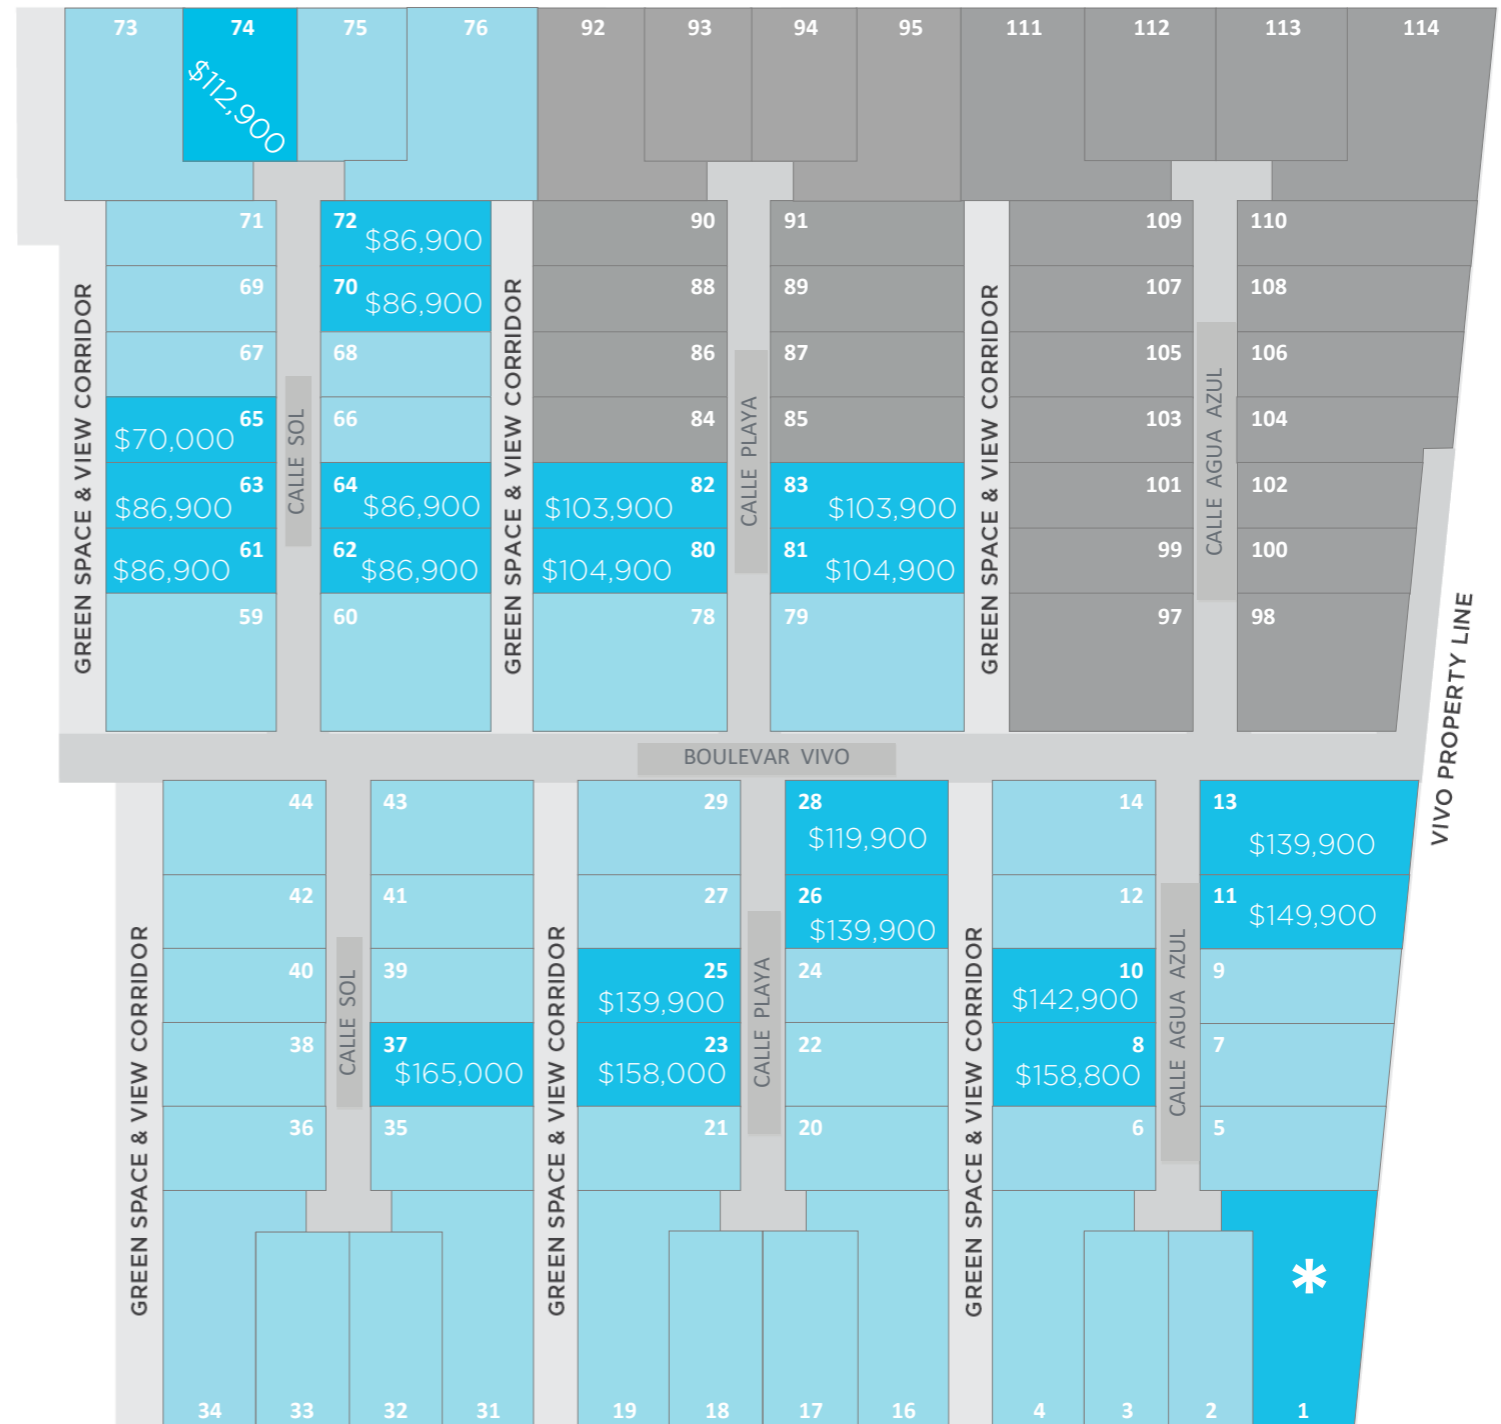 73 74 75 76 92 93 94 95 111 112 113 114
$112,900
71 72 90 91 109 110
$86,900
69 70 88 89 107 108
$86,900
67 68 86 87 105 106
65 66 84 85 103 104
$70,000
63 64 82 83 101 102
$86,900 $86,900 $103,900 $103,900
61 62 80 81 99 100
$86,900 $86,900 $104,900 $104,900
59 60 78 79 97 98
GREEN SPACE & VIEW CORRIDOR
CALLE SOL
GREEN SPACE & VIEW CORRIDOR
CALLE PLAYA
GREEN SPACE & VIEW CORRIDOR
CALLE AGUA AZUL
VIVO PROPERTY LINE
BOULEVAR VIVO
44 43 29 28 14 13
$119,900 $139,900
42 41 27 26 12 11
$139,900 $149,900
40 39 25 24 10 9
$139,900 $142,900
38 37 23 22 8 7
$165,000 $158,000 $158,800
36 35 21 20 6 5
GREEN SPACE & VIEW CORRIDOR
CALLE SOL
GREEN SPACE & VIEW CORRIDOR
CALLE PLAYA
GREEN SPACE & VIEW CORRIDOR
CALLE AGUA AZUL
*
34 33 32 31 19 18 17 16 4 3 2 1